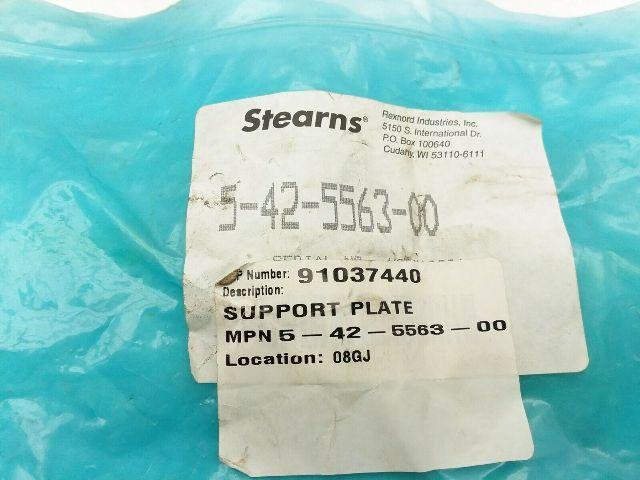 Stearns®
Rexnord Industries, Inc.
5150 S. International Dr.
P.O. Box 100640
Cudahy, WI 53110-6111
5-42-5563-00
P Number: 91037440
Description:
SUPPORT PLATE
MPN 5-42-5563-00
Location: 08GJ